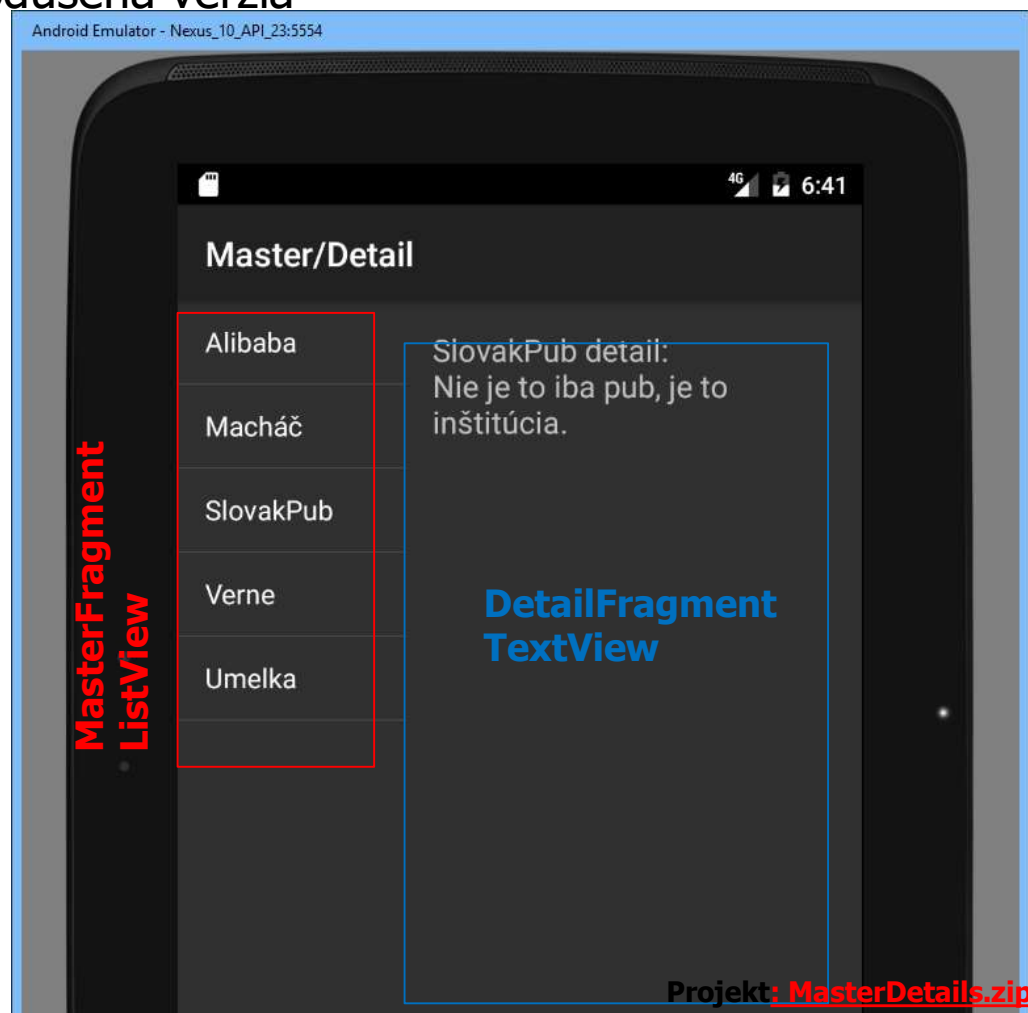 Android Emulator - Nexus_10_API_23:5554
4G 6:41
Master/Detail
Alibaba
Macháč
SlovakPub
Verne
Umelka
SlovakPub detail:
Nie je to iba pub, je to
inštitúcia.
MasterFragment
ListView
DetailFragment
TextView
Projekt: MasterDetails.zip